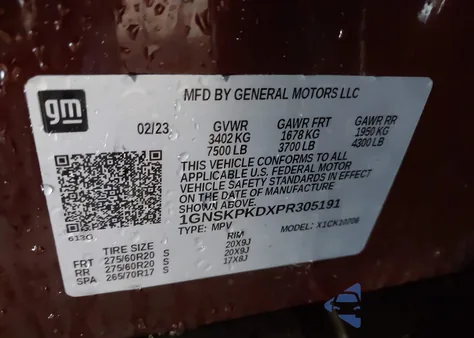 gm
MFD BY GENERAL MOTORS LLC
02/23 GVWR GAWR FRT GAWR RR
3402 KG 1678 KG 1950 KG
7500 LB 3700 LB 4300 LB
THIS VEHICLE CONFORMS TO ALL
APPLICABLE U.S. FEDERAL MOTOR
VEHICLE SAFETY STANDARDS IN EFFECT
ON THE DATE OF MANUFACTURE
SHOWN ABOVE.
1GNSKPKDXPR305191
TYPE: MPV MODEL: X1CK10706
613G
TIRE SIZE RIM
FRT 275/60R20 S 20X9J
RR 275/60R20 S 20X9J
SPA 265/70R17 S 17X8J